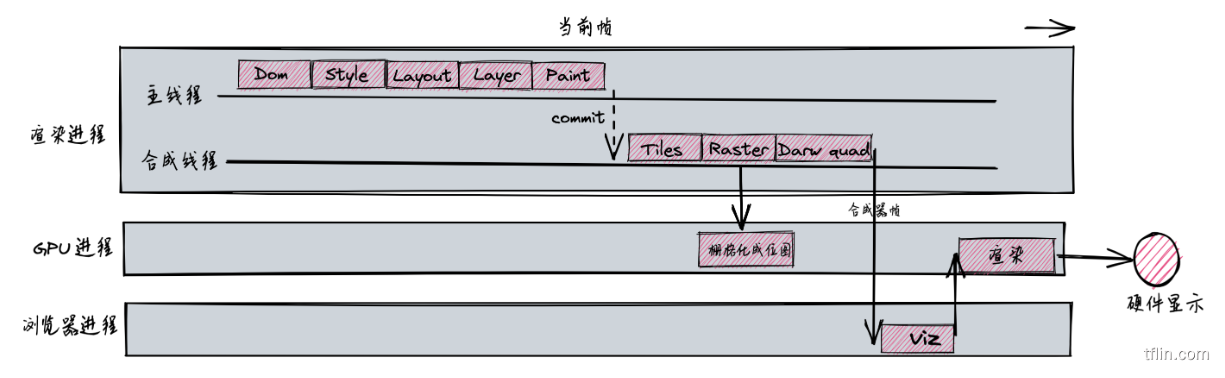 当前帧
Dom Style Layout Layer Paint
主线程
渲染进程
commit
Tiles Raster Darw quad
合成线程
合成器帧
GPU进程
栅格化成位图
渲染
硬件显示
浏览器进程
Viz
tflin.com